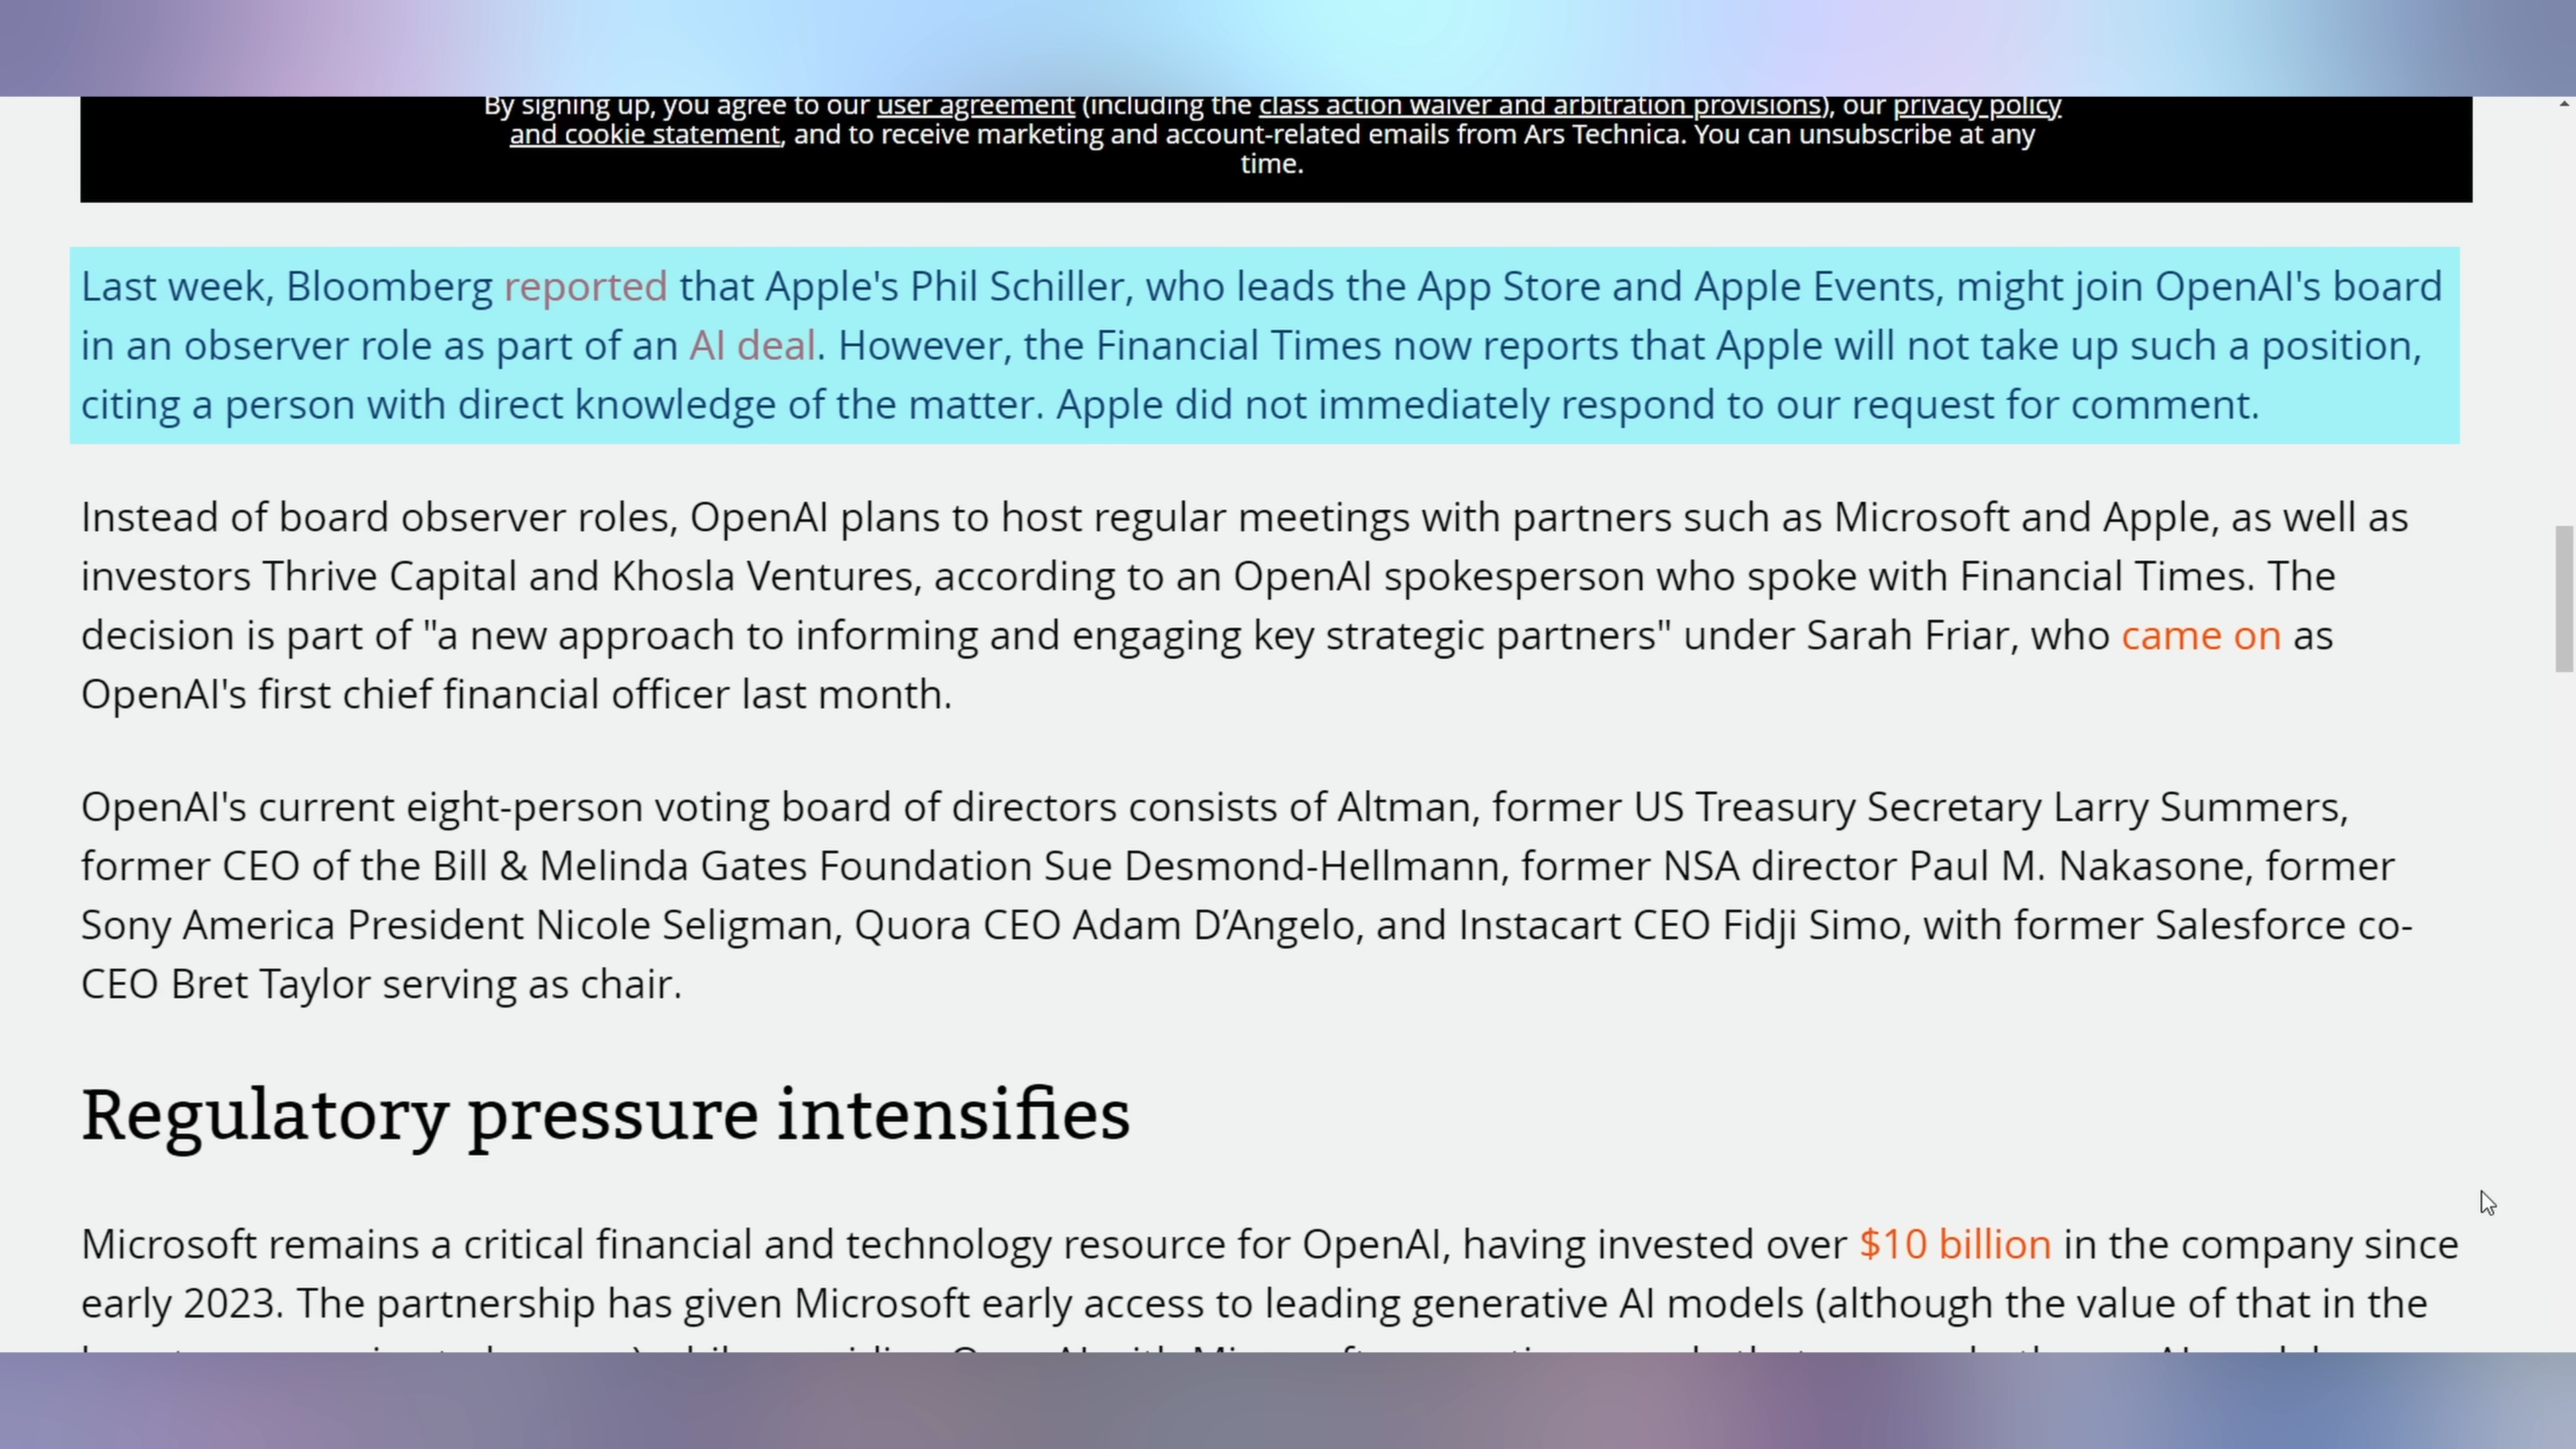 By signing up, you agree to our user agreement (including the class action waiver and arbitration provisions), our privacy policy
and cookie statement, and to receive marketing and account-related emails from Ars Technica. You can unsubscribe at any
time.
Last week, Bloomberg reported that Apple's Phil Schiller, who leads the App Store and Apple Events, might join OpenAI's board
in an observer role as part of an AI deal. However, the Financial Times now reports that Apple will not take up such a position,
citing a person with direct knowledge of the matter. Apple did not immediately respond to our request for comment.
Instead of board observer roles, OpenAI plans to host regular meetings with partners such as Microsoft and Apple, as well as
investors Thrive Capital and Khosla Ventures, according to an OpenAI spokesperson who spoke with Financial Times. The
decision is part of "a new approach to informing and engaging key strategic partners" under Sarah Friar, who came on as
OpenAI's first chief financial officer last month.
OpenAI's current eight-person voting board of directors consists of Altman, former US Treasury Secretary Larry Summers,
former CEO of the Bill & Melinda Gates Foundation Sue Desmond-Hellmann, former NSA director Paul M. Nakasone, former
Sony America President Nicole Seligman, Quora CEO Adam D’Angelo, and Instacart CEO Fidji Simo, with former Salesforce co-
CEO Bret Taylor serving as chair.
Regulatory pressure intensifies
Microsoft remains a critical financial and technology resource for OpenAI, having invested over $10 billion in the company since
early 2023. The partnership has given Microsoft early access to leading generative AI models (although the value of that in the